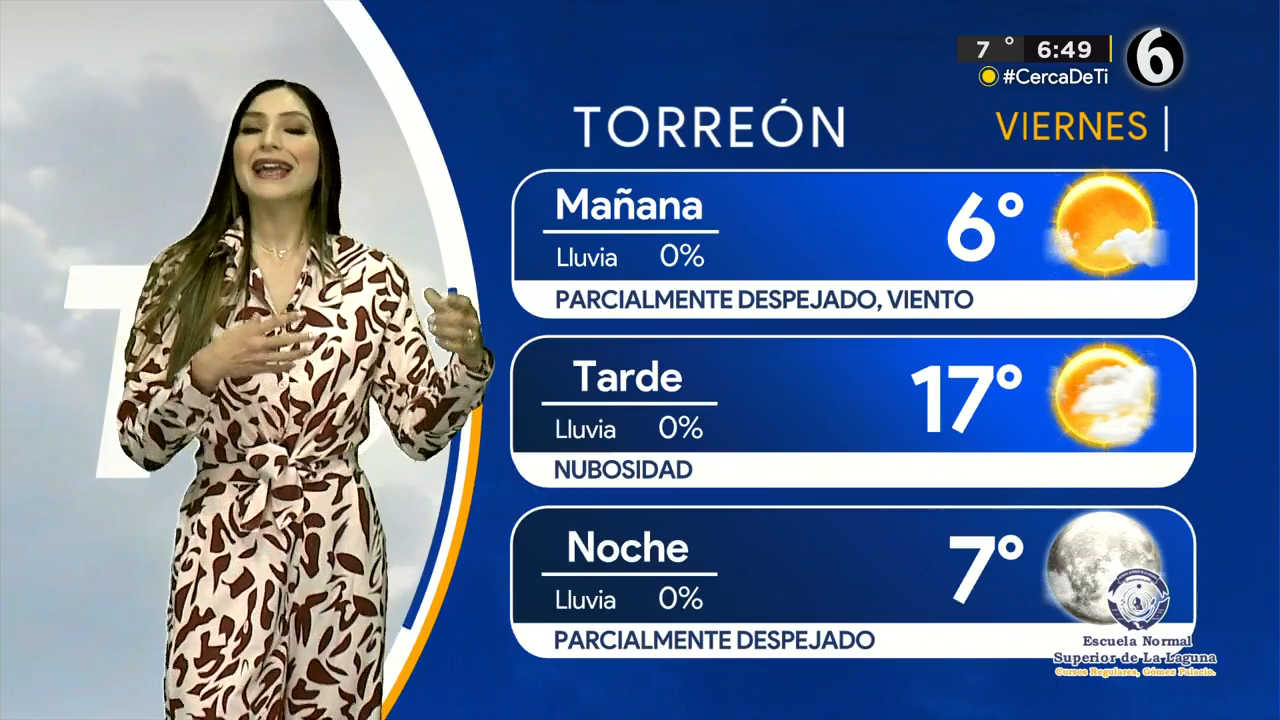 7 ° 6:49 6
#CercaDeTi
TORREÓN VIERNES
Mañana 6°
Lluvia 0%
PARCIALMENTE DESPEJADO, VIENTO
Tarde 17°
Lluvia 0%
NUBOSIDAD
Noche 7°
Lluvia 0%
PARCIALMENTE DESPEJADO
Escuela Normal
Superior de La Laguna
Cursos Regulares, Gómez Palacio.
T